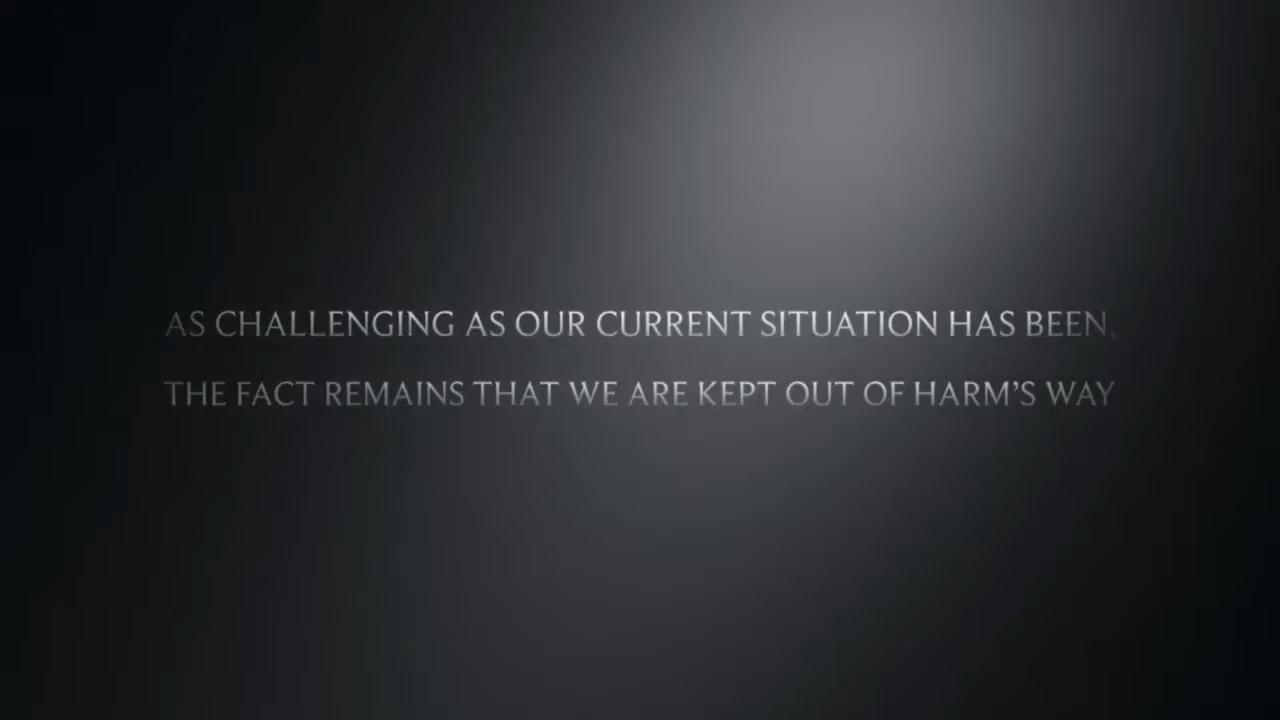 AS CHALLENGING AS OUR CURRENT SITUATION HAS BEEN,
THE FACT REMAINS THAT WE ARE KEPT OUT OF HARM’S WAY